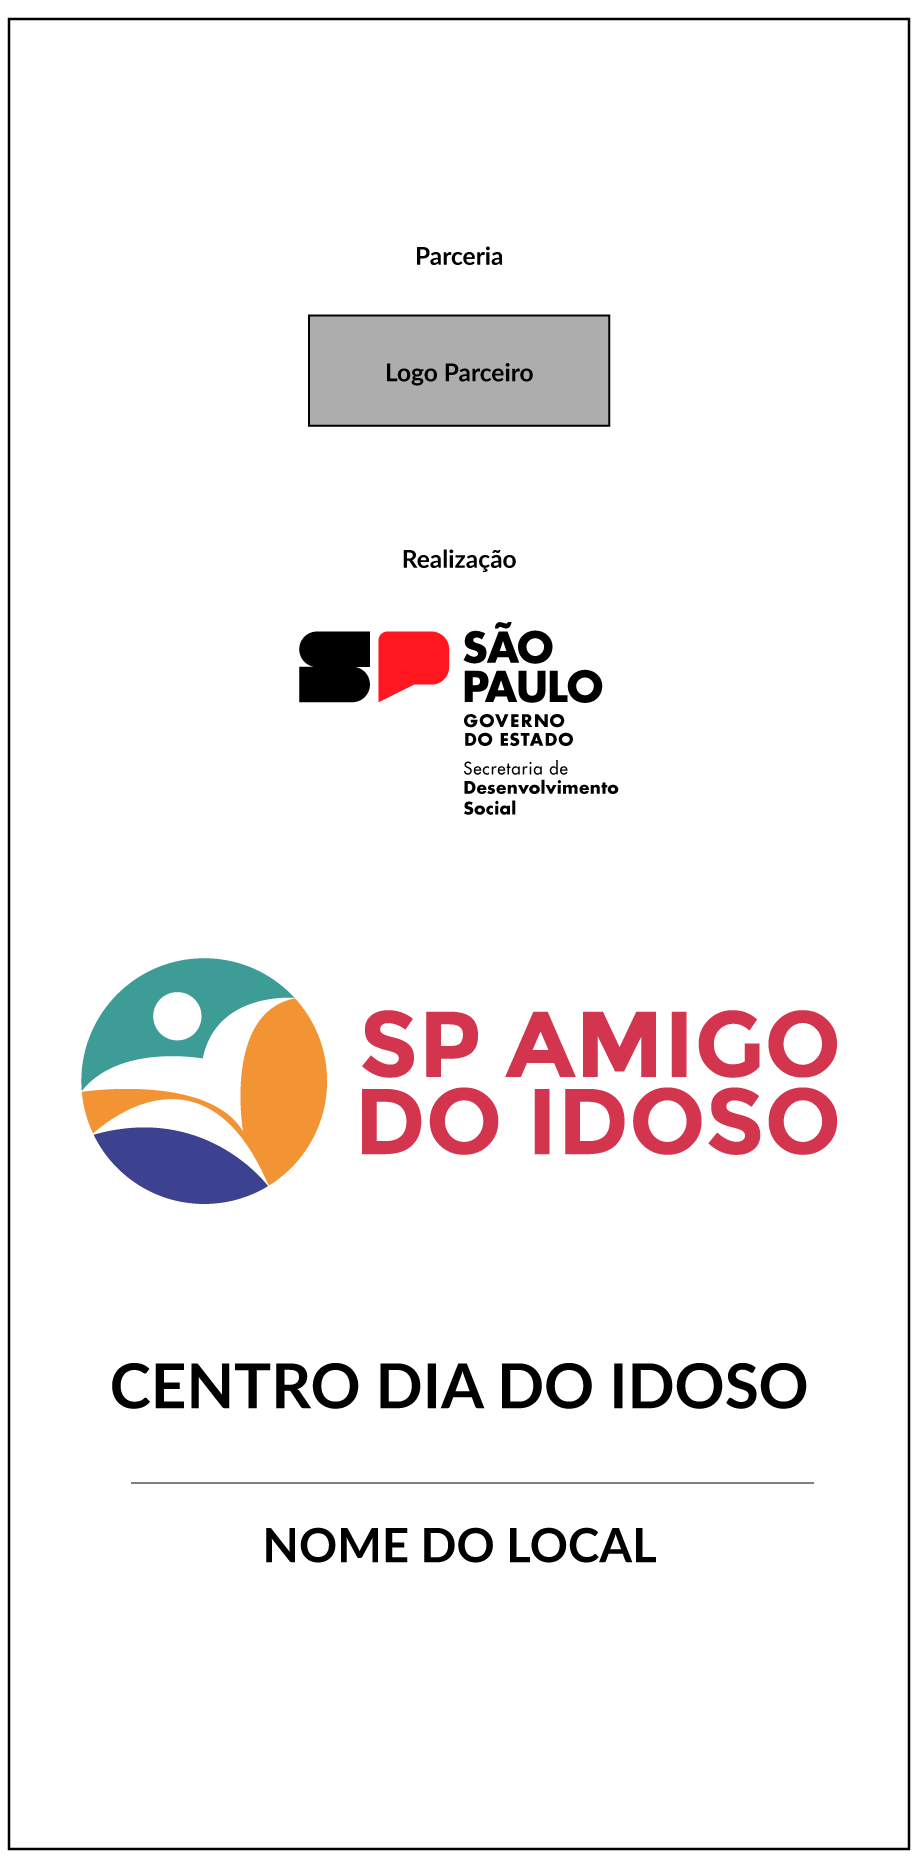 Parceria
Logo Parceiro
Realização
SP
SÃO
PAULO
GOVERNO
DO ESTADO
Secretaria de
Desenvolvimento
Social
SP AMIGO
DO IDOSO
CENTRO DIA DO IDOSO
NOME DO LOCAL